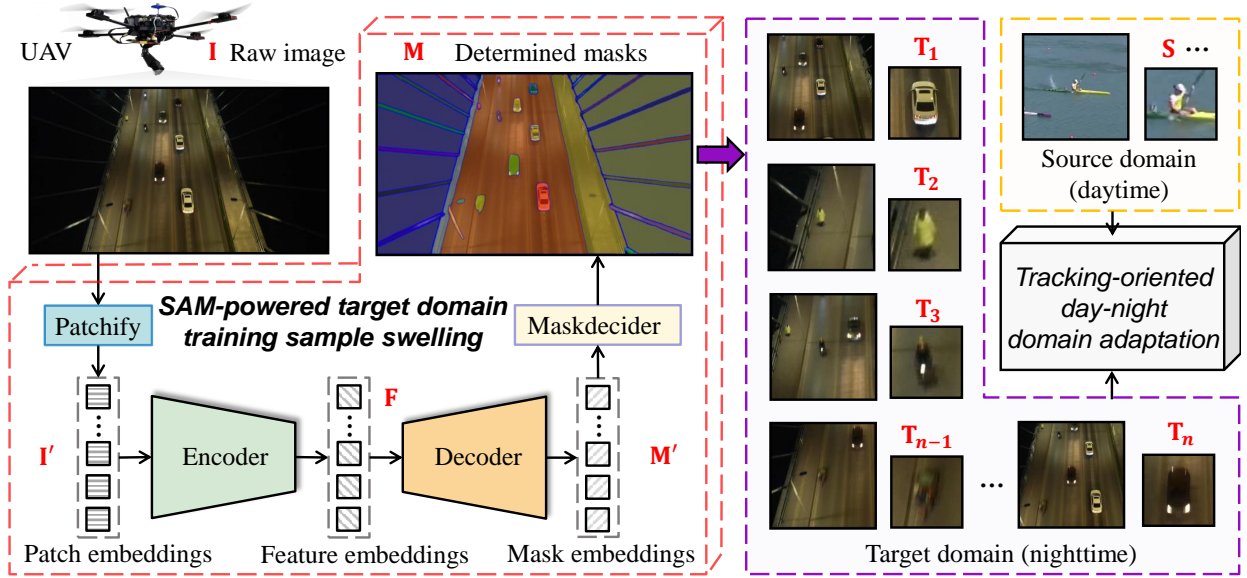 UAV
I Raw image
M Determined masks
Patchify
SAM-powered target domain
training sample swelling
Maskdecider
I′
Encoder
F
Decoder
M′
Patch embeddings
Feature embeddings
Mask embeddings
T₁
T₂
T₃
Tₙ₋₁
...
Tₙ
Target domain (nighttime)
S ...
Source domain
(daytime)
Tracking-oriented
day-night
domain adaptation